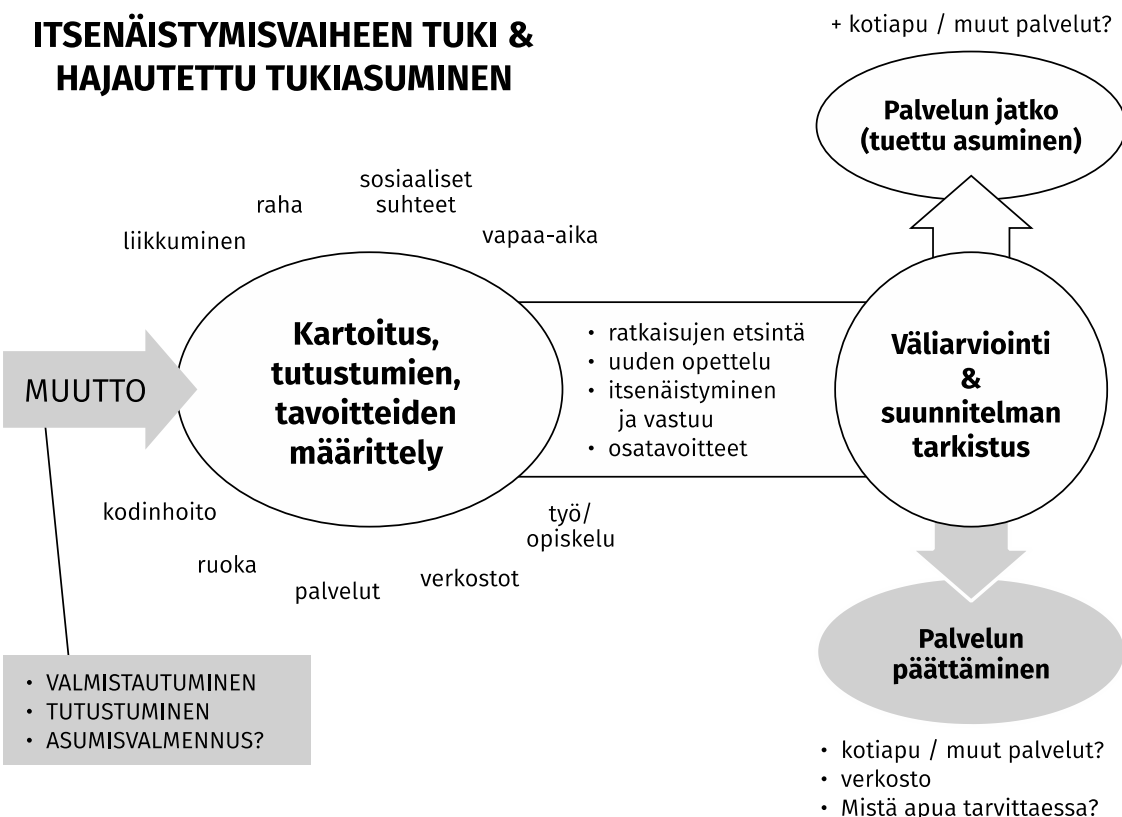 ITSENÄISTYMISVAIHEEN TUKI &
HAJAUTETTU TUKIASUMINEN
+ kotiapu / muut palvelut?
Palvelun jatko
(tuettu asuminen)
sosiaaliset
suhteet
raha
liikkuminen
vapaa-aika
MUUTTO
Kartoitus,
tutustumien,
tavoitteiden
määrittely
• ratkaisujen etsintä
• uuden opettelu
• itsenäistyminen
ja vastuu
• osatavoitteet
Väliarviointi
&
suunnitelman
tarkistus
kodinhoito
ruoka
palvelut
verkostot
työ/
opiskelu
• VALMISTAUTUMINEN
• TUTUSTUMINEN
• ASUMISVALMENNUS?
Palvelun
päättäminen
• kotiapu / muut palvelut?
• verkosto
• Mistä apua tarvittaessa?